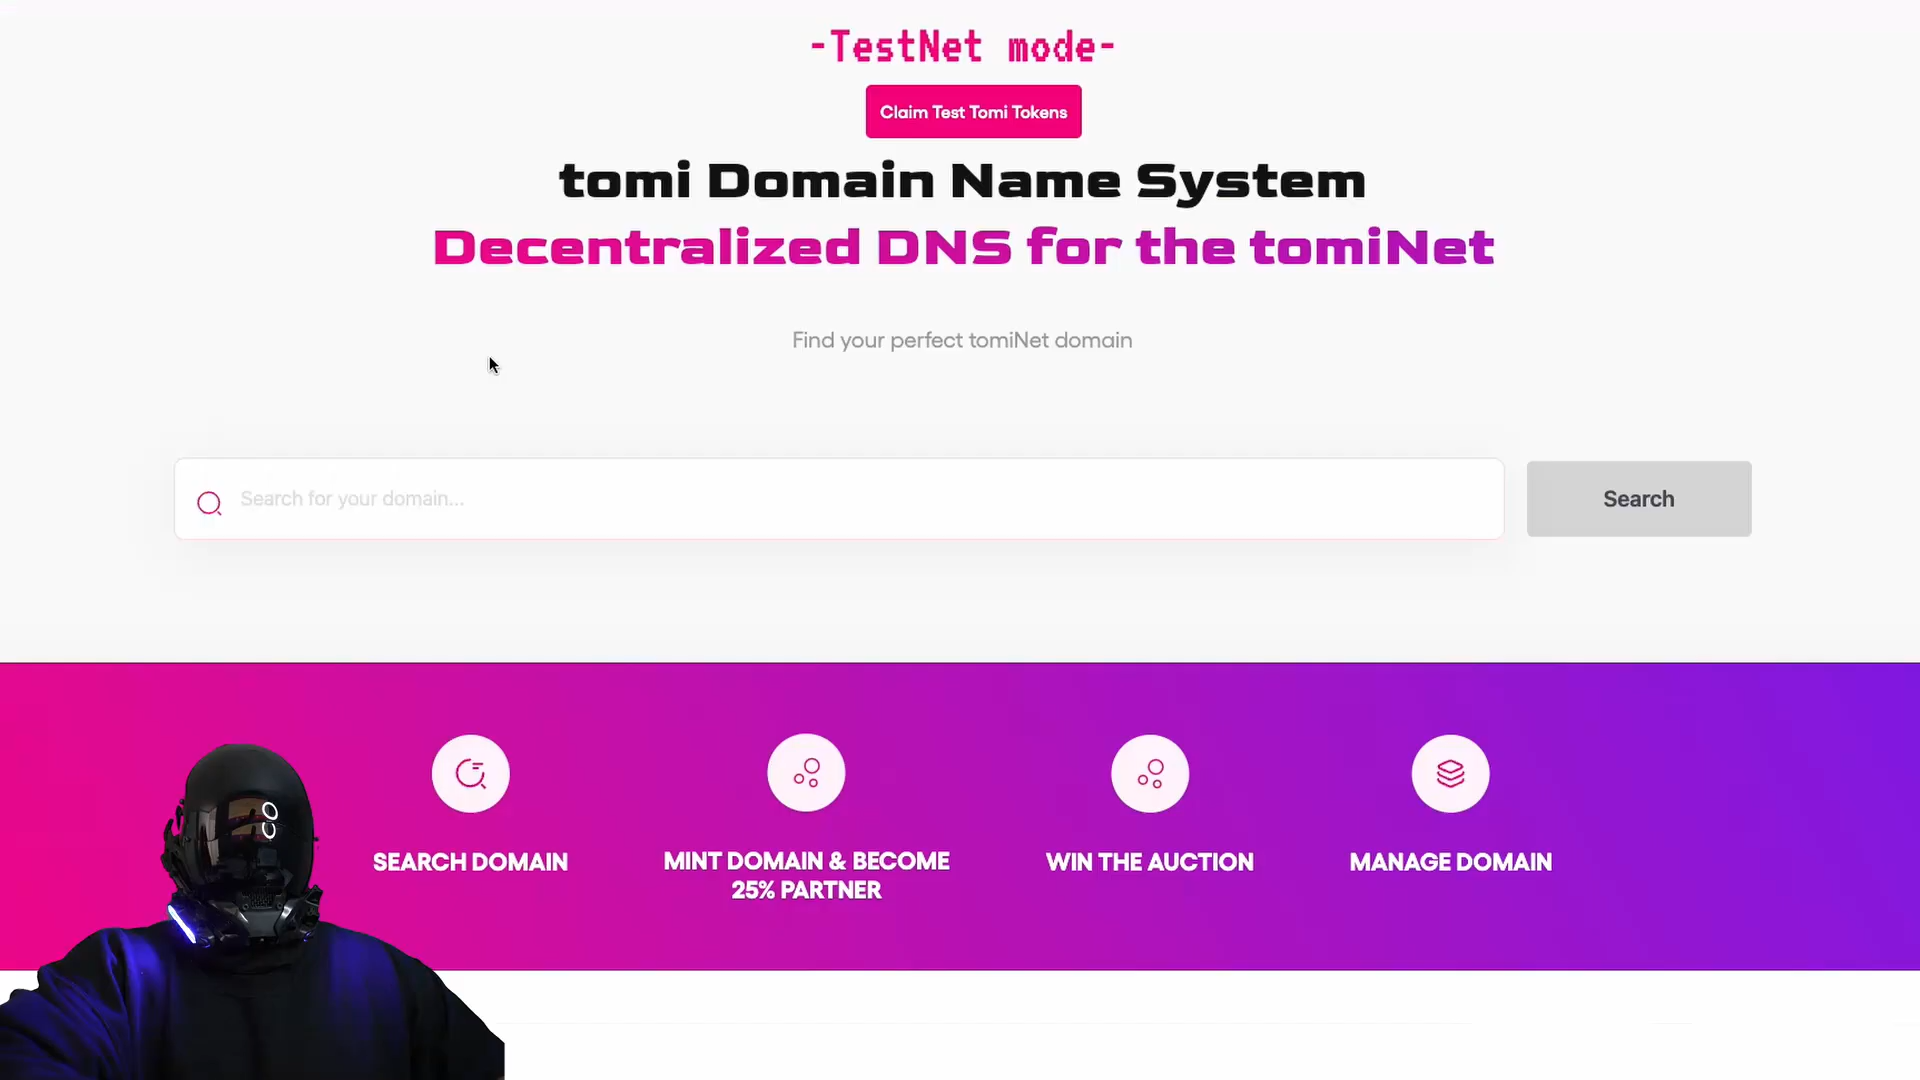 -TestNet mode-
Claim Test Tomi Tokens
tomi Domain Name System
Decentralized DNS for the tomiNet
Find your perfect tomiNet domain
Search for your domain...
Search
SEARCH DOMAIN
MINT DOMAIN & BECOME
25% PARTNER
WIN THE AUCTION
MANAGE DOMAIN